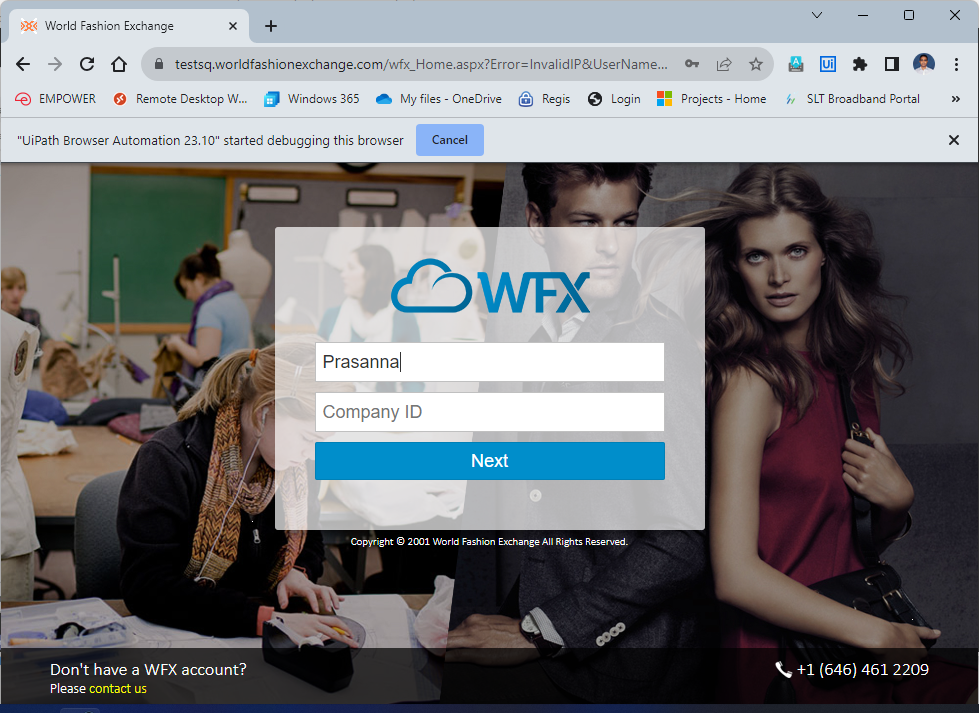 World Fashion Exchange
testsq.worldfashionexchange.com/wfx_Home.aspx?Error=InvalidIP&UserName...
EMPOWER
Remote Desktop W...
Windows 365
My files - OneDrive
Regis
Login
Projects - Home
SLT Broadband Portal
»
"UiPath Browser Automation 23.10" started debugging this browser
Cancel
WFX
Prasanna
Company ID
Next
Copyright © 2001 World Fashion Exchange All Rights Reserved.
Don't have a WFX account?
Please contact us
+1 (646) 461 2209